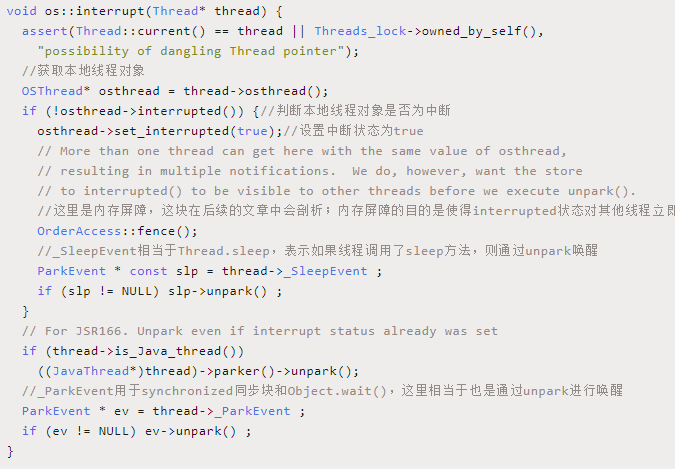 void os::interrupt(Thread* thread) {
  assert(Thread::current() == thread || Threads_lock->owned_by_self(),
    "possibility of dangling Thread pointer");
  //获取本地线程对象
  OSThread* osthread = thread->osthread();
  if (!osthread->interrupted()) {//判断本地线程对象是否为中断
    osthread->set_interrupted(true);//设置中断状态为true
    // More than one thread can get here with the same value of osthread,
    // resulting in multiple notifications.  We do, however, want the store
    // to interrupted() to be visible to other threads before we execute unpark().
    //这里是内存屏障，这块在后续的文章中会剖析；内存屏障的目的是使得interrupted状态对其他线程立即
    OrderAccess::fence();
    //_SleepEvent相当于Thread.sleep，表示如果线程调用了sleep方法，则通过unpark唤醒
    ParkEvent * const slp = thread->_SleepEvent ;
    if (slp != NULL) slp->unpark() ;
  }
  // For JSR166. Unpark even if interrupt status already was set
  if (thread->is_Java_thread())
    ((JavaThread*)thread)->parker()->unpark();
  //_ParkEvent用于synchronized同步块和Object.wait()，这里相当于也是通过unpark进行唤醒
  ParkEvent * ev = thread->_ParkEvent ;
  if (ev != NULL) ev->unpark() ;
}